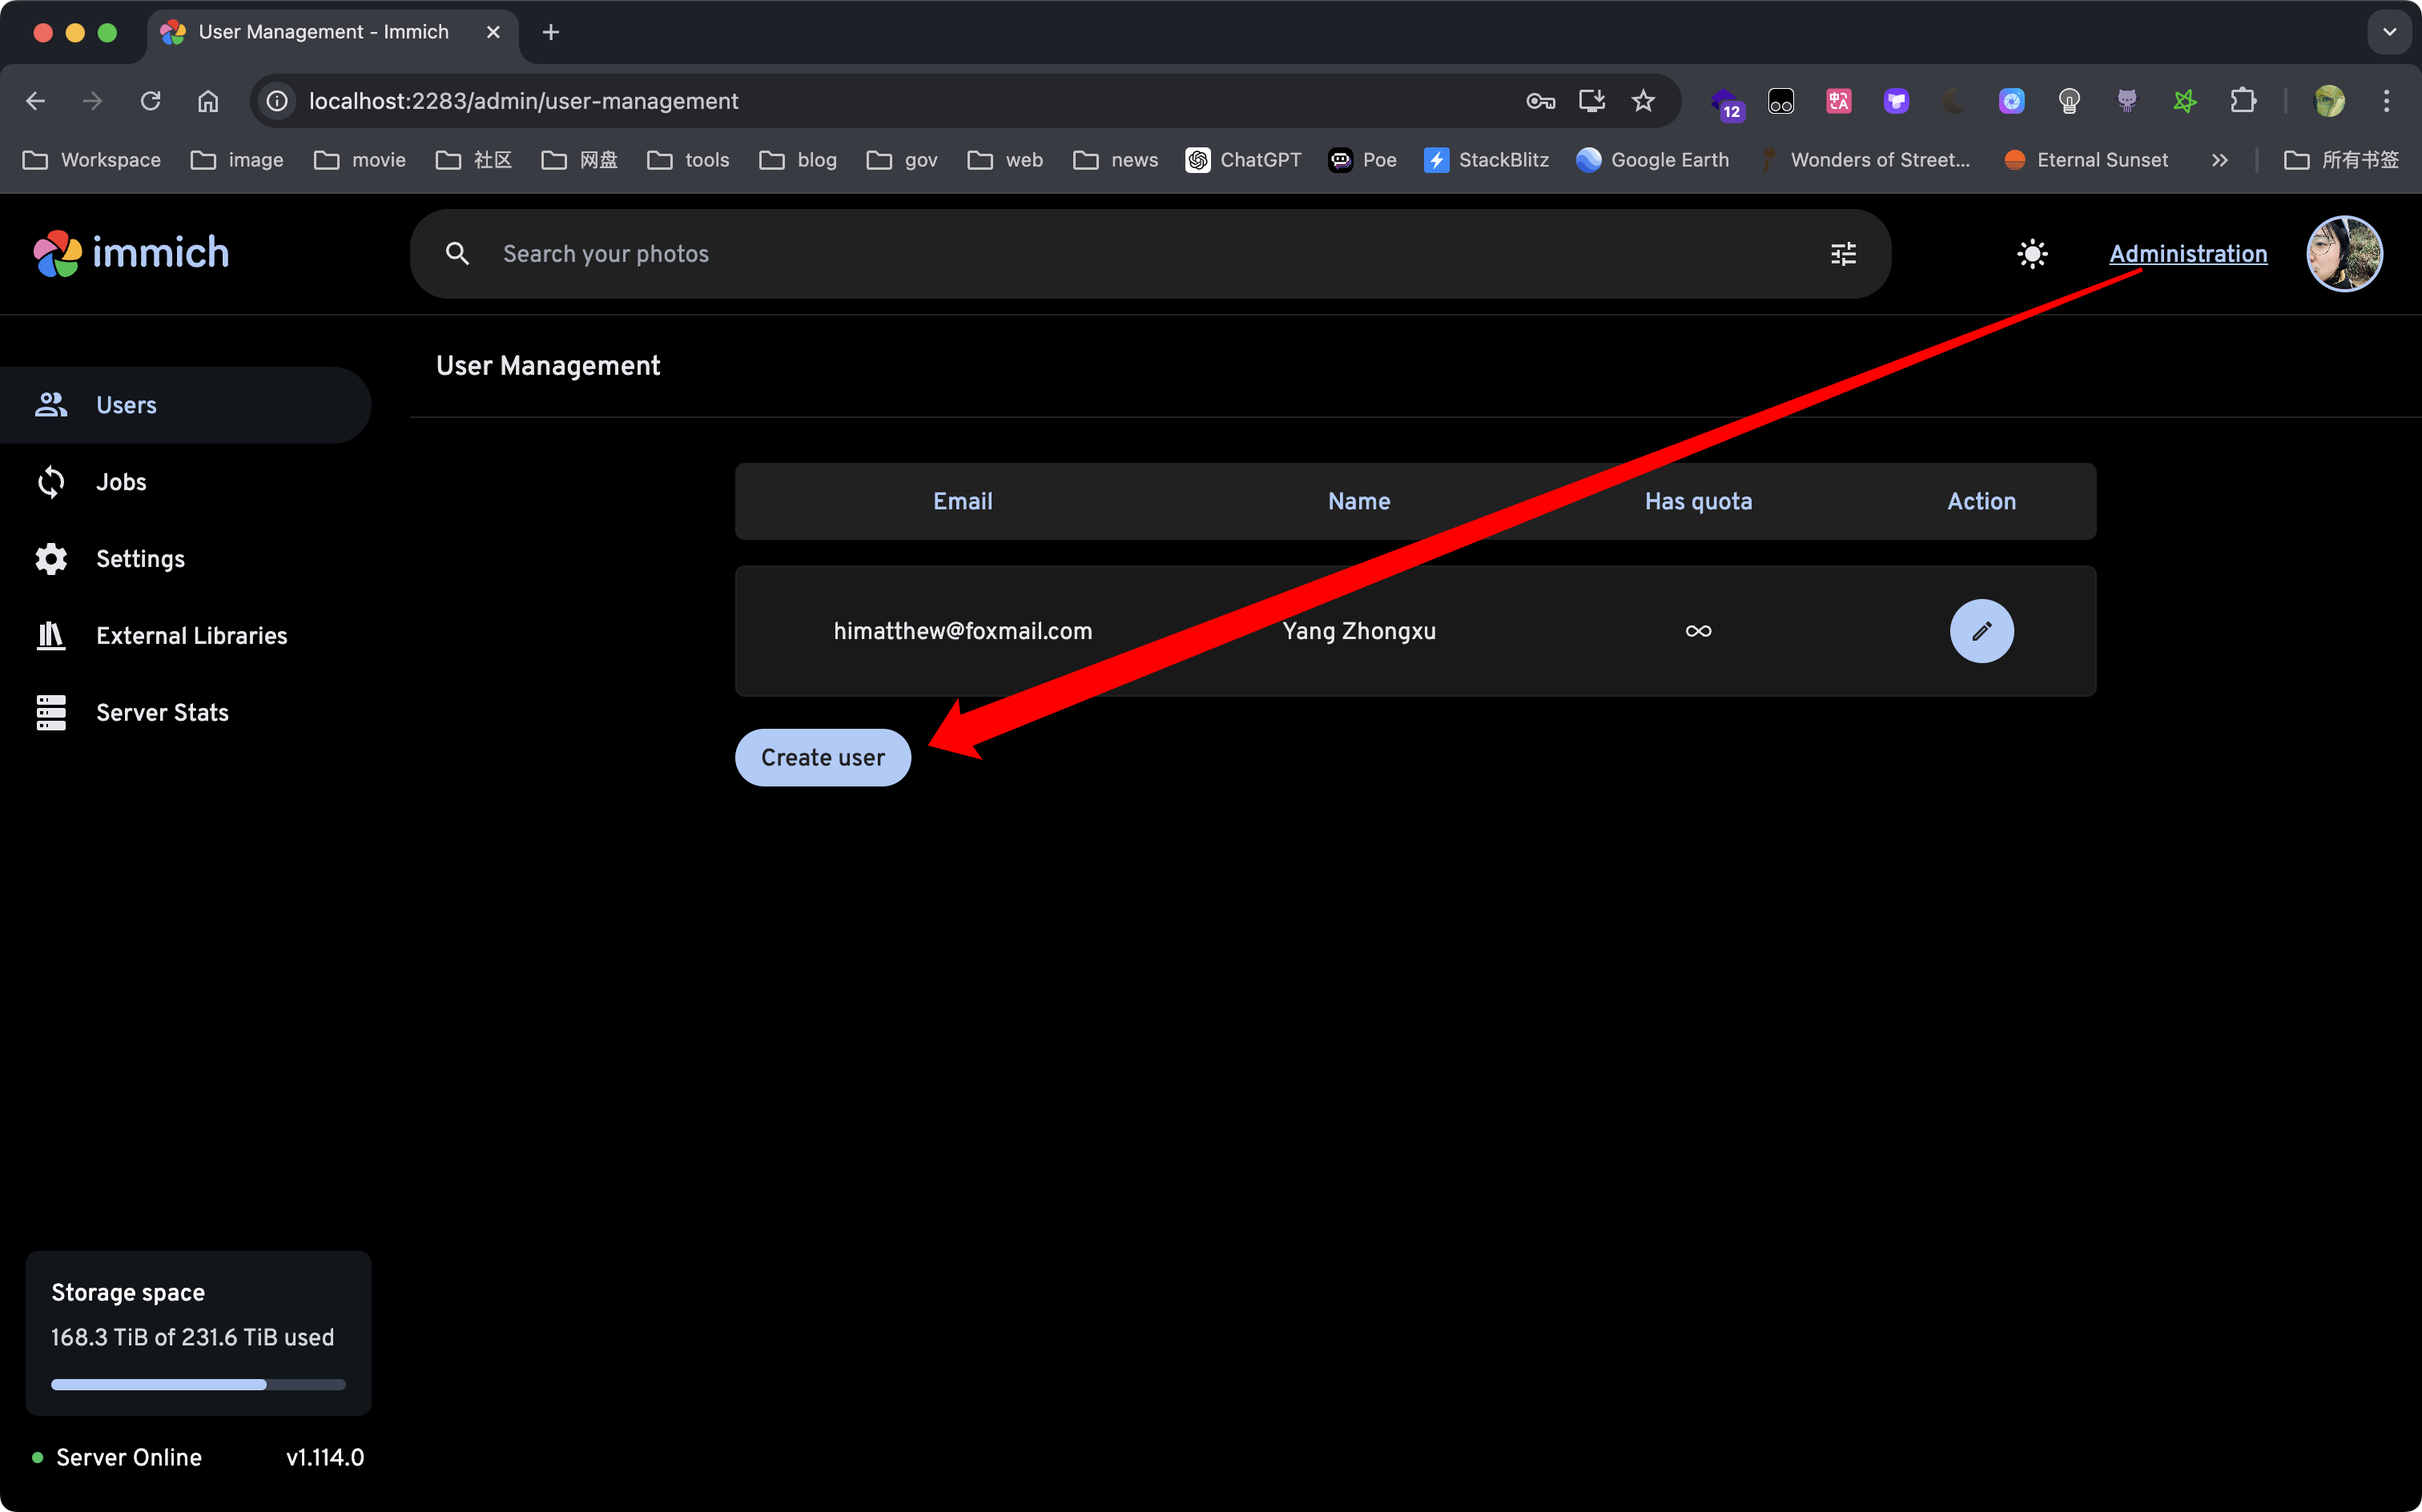 User Management - Immich
localhost:2283/admin/user-management
12
Workspace
image
movie
社区
网盘
tools
blog
gov
web
news
ChatGPT
Poe
StackBlitz
Google Earth
Wonders of Street...
Eternal Sunset
所有书签
immich
Search your photos
Administration
Users
Jobs
Settings
External Libraries
Server Stats
User Management
Email Name Has quota Action
himatthew@foxmail.com Yang Zhongxu ∞
Create user
Storage space
168.3 TiB of 231.6 TiB used
Server Online v1.114.0